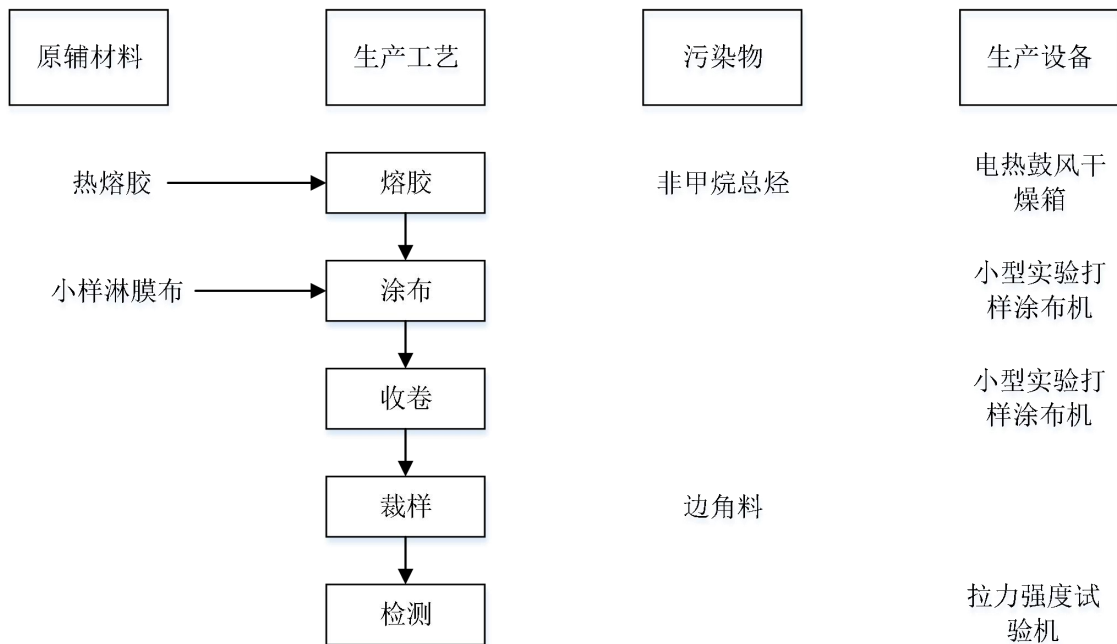 原辅材料
生产工艺
污染物
生产设备
热熔胶
熔胶
非甲烷总烃
电热鼓风干
燥箱
小样淋膜布
涂布
小型实验打
样涂布机
收卷
小型实验打
样涂布机
裁样
边角料
检测
拉力强度试
验机